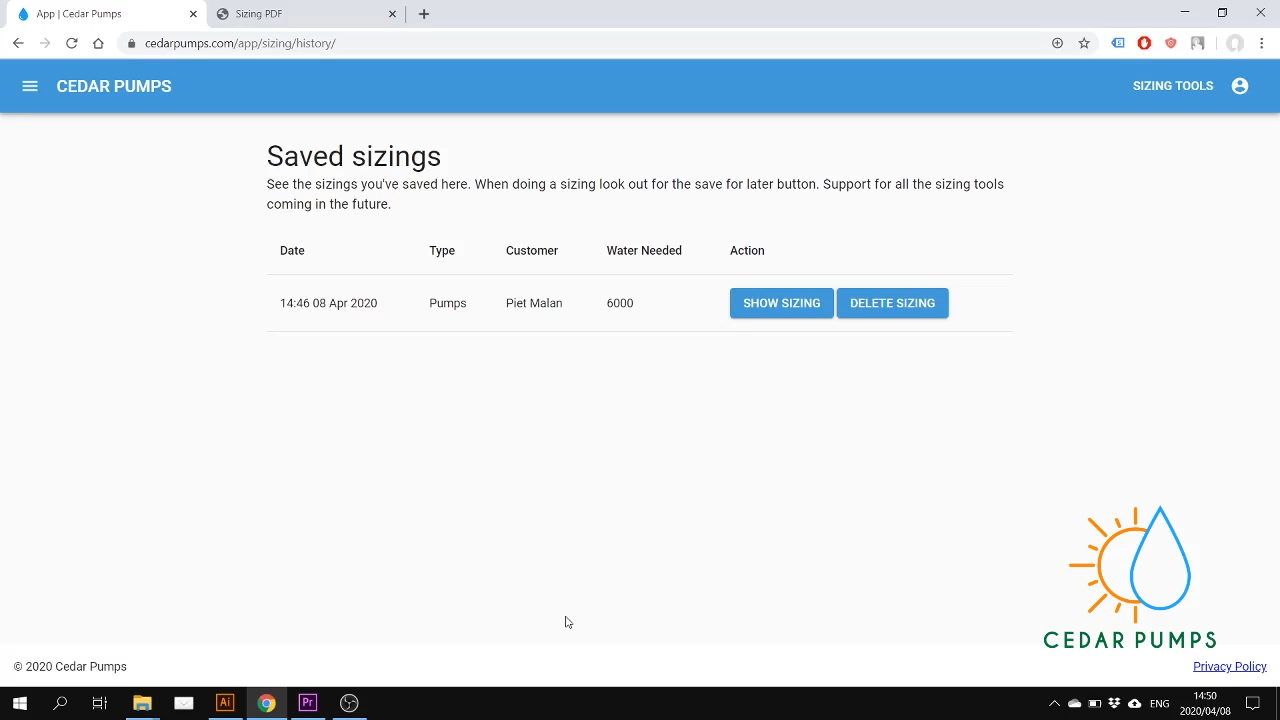 App | Cedar Pumps
Sizing PDF
cedarpumps.com/app/sizing/history/
CEDAR PUMPS
SIZING TOOLS
Saved sizings
See the sizings you've saved here. When doing a sizing look out for the save for later button. Support for all the sizing tools
coming in the future.
Date Type Customer Water Needed Action
14:46 08 Apr 2020 Pumps Piet Malan 6000 SHOW SIZING DELETE SIZING
CEDAR PUMPS
© 2020 Cedar Pumps
Privacy Policy
Ai
Pr
ENG
14:50
2020/04/08